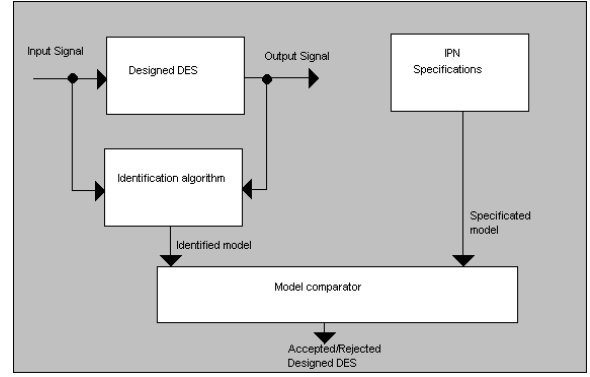 Input Signal
Designed DES
Output Signal
IPN
Specifications
Identification algorithm
Specificated
model
Identified model
Model comparator
Accepted/Rejected
Designed DES